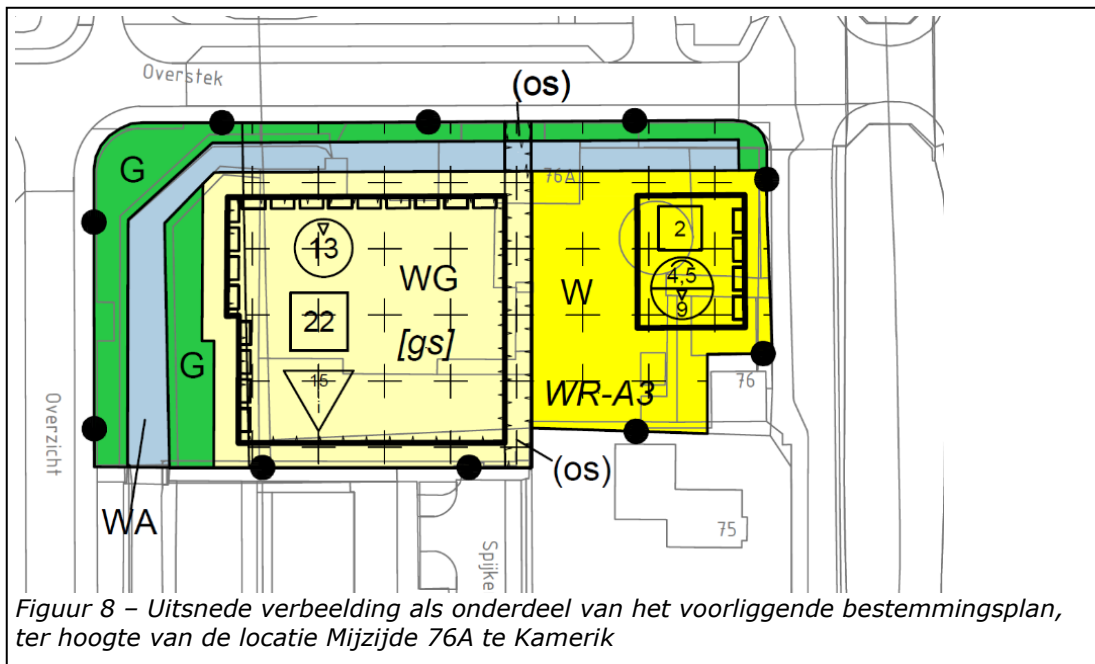 Overstek
(os)
G
76A
13
2
WG
4,5
W
9
22
[gs]
G
15
WR-A3
76
Overzicht
(os)
WA
75
Spijke
Figuur 8 – Uitsnede verbeelding als onderdeel van het voorliggende bestemmingsplan,
ter hoogte van de locatie Mijzijde 76A te Kamerik